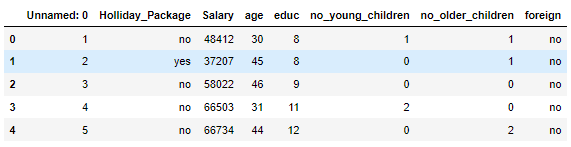 Unnamed: 0 Holliday_Package Salary age educ no_young_children no_older_children foreign
0 1 no 48412 30 8 1 1 no
1 2 yes 37207 45 8 0 1 no
2 3 no 58022 46 9 0 0 no
3 4 no 66503 31 11 2 0 no
4 5 no 66734 44 12 0 2 no